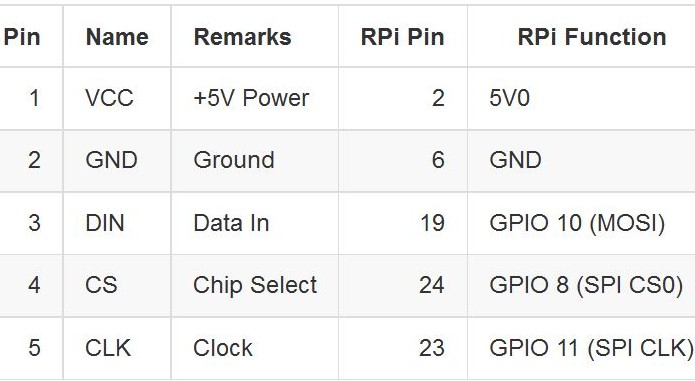 Pin Name Remarks RPi Pin RPi Function
1 VCC +5V Power 2 5V0
2 GND Ground 6 GND
3 DIN Data In 19 GPIO 10 (MOSI)
4 CS Chip Select 24 GPIO 8 (SPI CS0)
5 CLK Clock 23 GPIO 11 (SPI CLK)